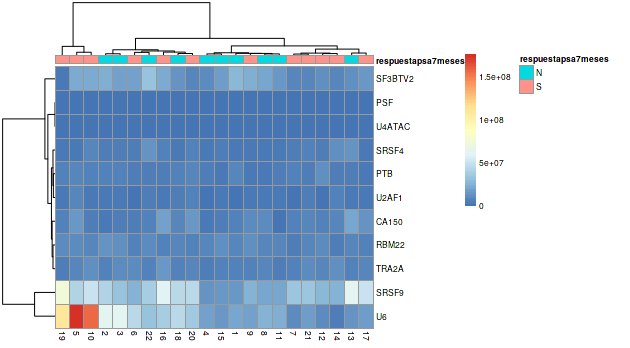 respuestapsa7meses
SF3BTV2
PSF
U4ATAC
SRSF4
PTB
U2AF1
CA150
RBM22
TRA2A
SRSF9
U6
19 5 10 2 3 6 22 16 18 20 4 15 1 9 8 11 7 21 12 14 13 17
1.5e+08
1e+08
5e+07
0
respuestapsa7meses
N
S